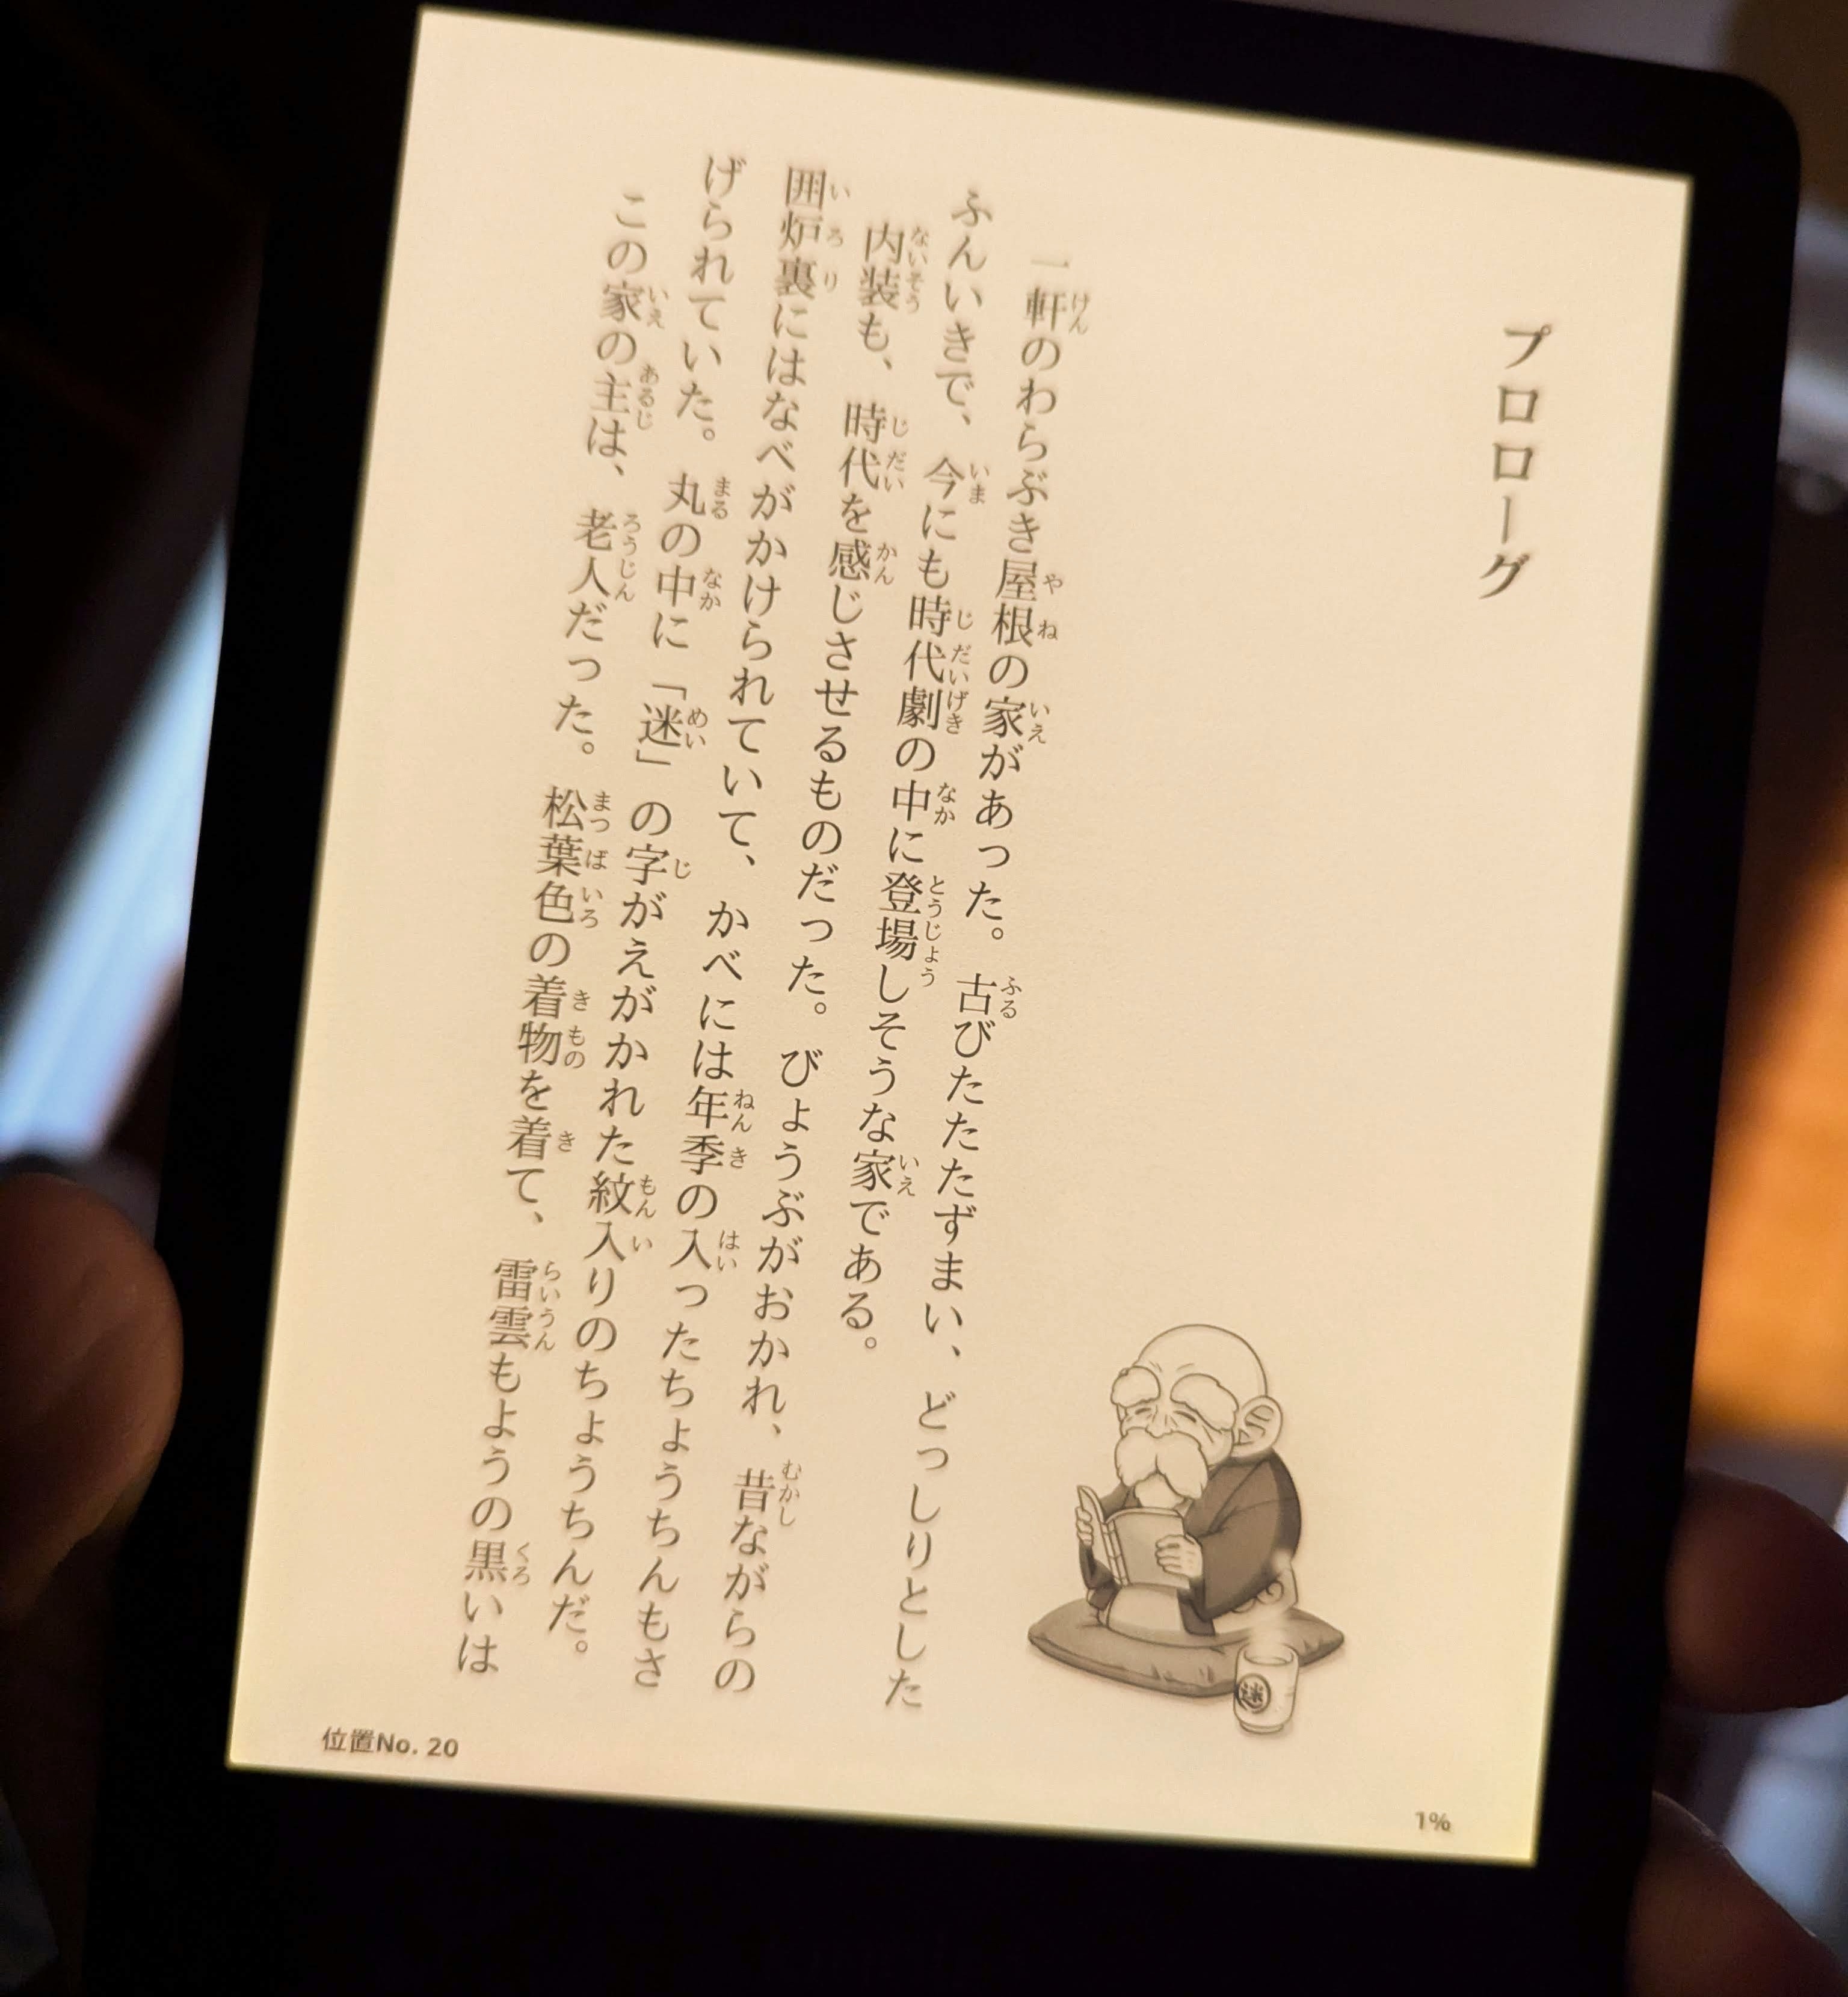 プロローグ
一軒のわらぶき屋根の家があった。古びたたたずまい、どっしりとした
ふんいきで、今にも時代劇の中に登場しそうな家である。
内装も、時代を感じさせるものだった。びょうぶがおかれ、昔ながらの
囲炉裏にはなべがかけられていて、かべには年季の入ったちょうちんもさ
げられていた。丸の中に「迷」の字がえがかれた紋入りのちょうちんだ。
この家の主は、老人だった。松葉色の着物を着て、雷雲もようの黒いは
迷
位置No. 20
1%